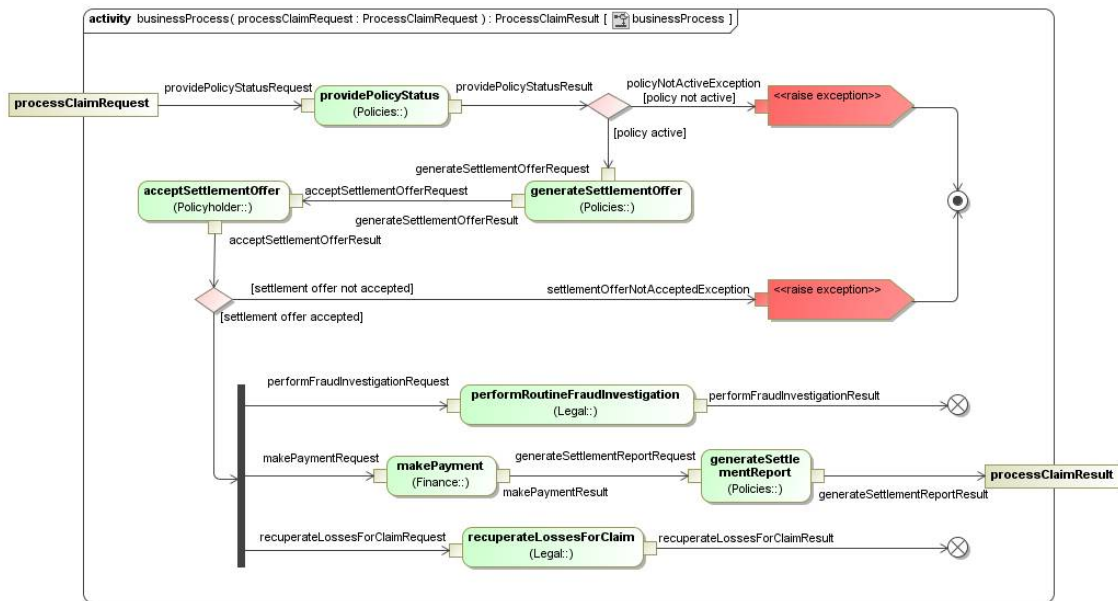 activity businessProcess( processClaimRequest : ProcessClaimRequest ) : ProcessClaimResult [ businessProcess ]
processClaimRequest
providePolicyStatusRequest
providePolicyStatus
(Policies::)
providePolicyStatusResult
policyNotActiveException
[policy not active]
<<raise exception>>
[policy active]
generateSettlementOfferRequest
generateSettlementOffer
(Policies::)
acceptSettlementOfferRequest
generateSettlementOfferResult
acceptSettlementOffer
(Policyholder::)
acceptSettlementOfferResult
[settlement offer not accepted]
settlementOfferNotAcceptedException
<<raise exception>>
[settlement offer accepted]
performFraudInvestigationRequest
performRoutineFraudInvestigation
(Legal::)
performFraudInvestigationResult
makePaymentRequest
makePayment
(Finance::)
generateSettlementReportRequest
makePaymentResult
generateSettle
mentReport
(Policies::)
generateSettlementReportResult
processClaimResult
recuperateLossesForClaimRequest
recuperateLossesForClaim
(Legal::)
recuperateLossesForClaimResult